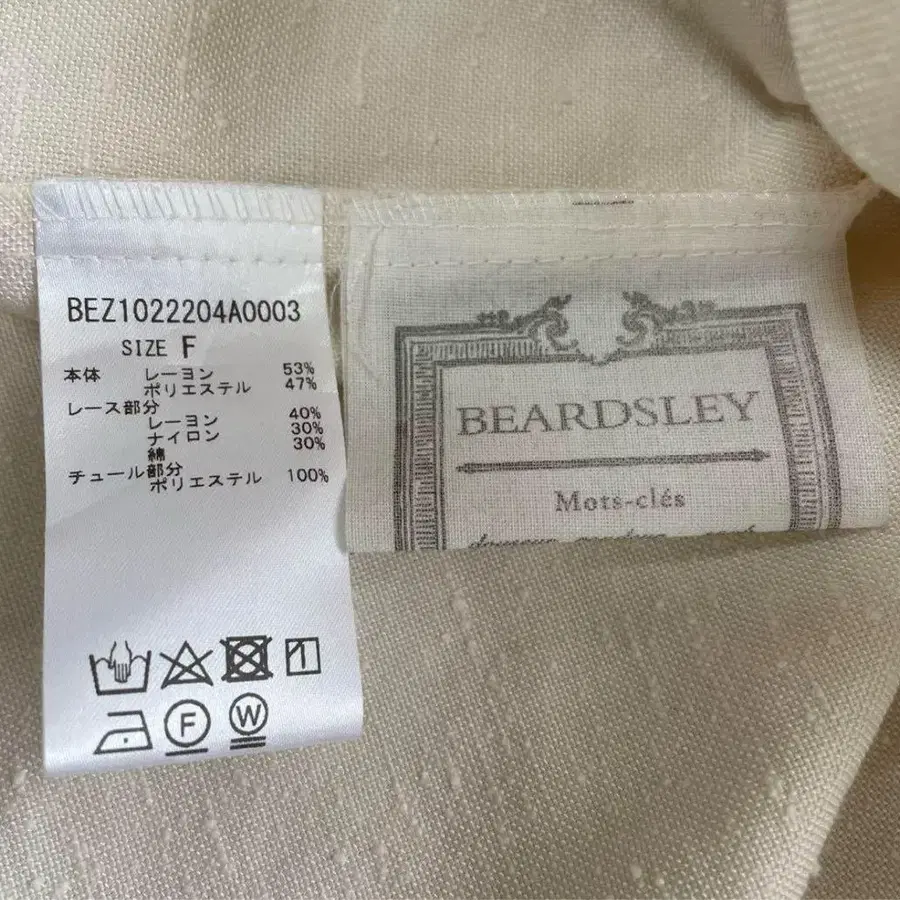 BEZ1022204A0003
SIZE F
本体 レーヨン 53%
ポリエステル 47%
レース部分
レーヨン 40%
ナイロン 30%
綿 30%
チュール部分
ポリエステル 100%
F W
BEARDSLEY
Mots-clés